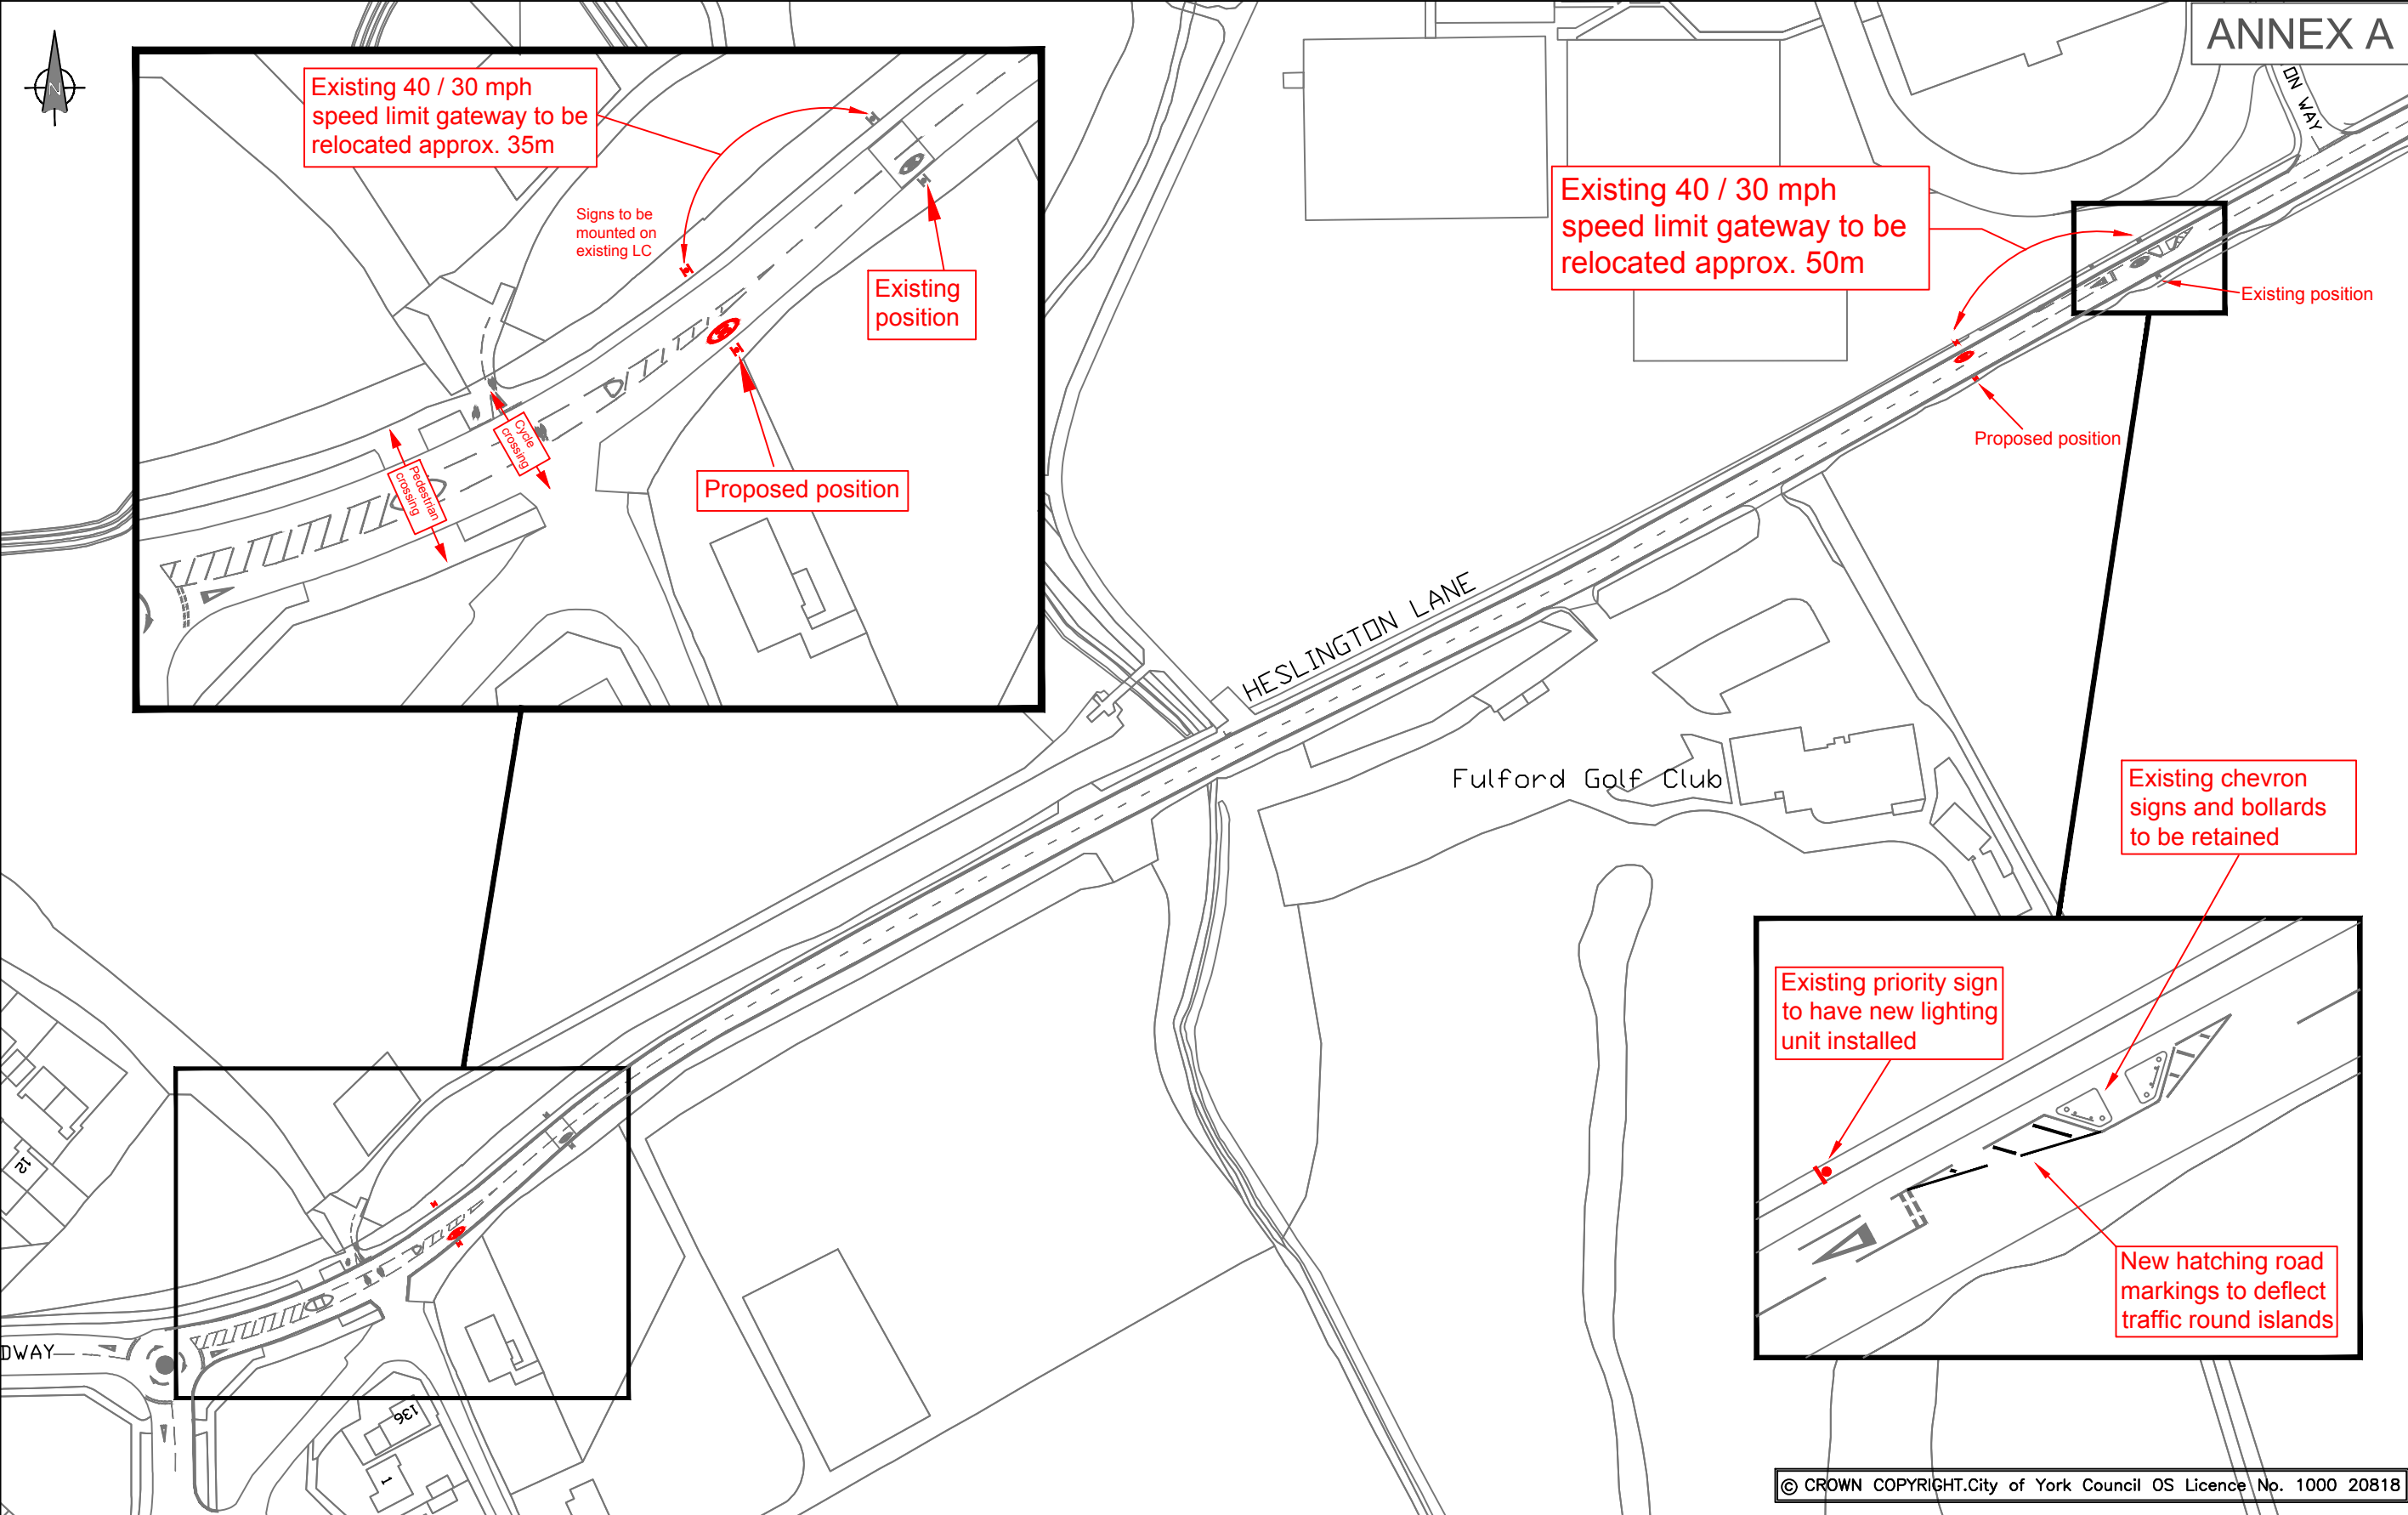 ANNEX A
N
Existing 40 / 30 mph
speed limit gateway to be
relocated approx. 35m
Signs to be
mounted on
existing LC
Existing
position
Proposed position
Cycle
crossing
Pedestrian
crossing
ON WAY
Existing 40 / 30 mph
speed limit gateway to be
relocated approx. 50m
Existing position
Proposed position
HESLINGTON LANE
Fulford Golf Club
Existing chevron
signs and bollards
to be retained
Existing priority sign
to have new lighting
unit installed
New hatching road
markings to deflect
traffic round islands
12
DWAY
136
1
© CROWN COPYRIGHT.City of York Council OS Licence No. 1000 20818